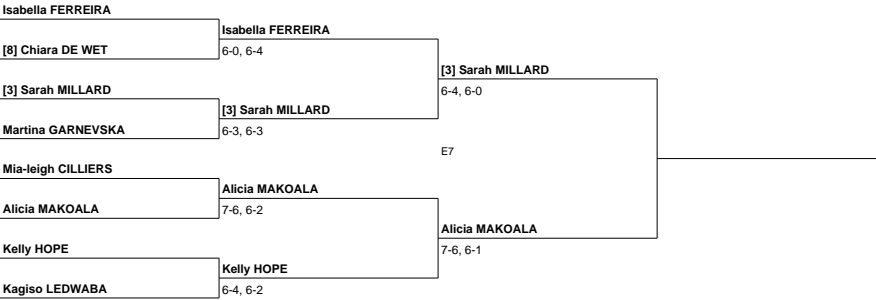 Isabella FERREIRA
Isabella FERREIRA
[8] Chiara DE WET
6-0, 6-4
[3] Sarah MILLARD
[3] Sarah MILLARD
6-4, 6-0
[3] Sarah MILLARD
Martina GARNEVSKA
6-3, 6-3
E7
Mia-leigh CILLIERS
Alicia MAKOALA
Alicia MAKOALA
7-6, 6-2
Alicia MAKOALA
Kelly HOPE
7-6, 6-1
Kelly HOPE
Kagiso LEDWABA
6-4, 6-2